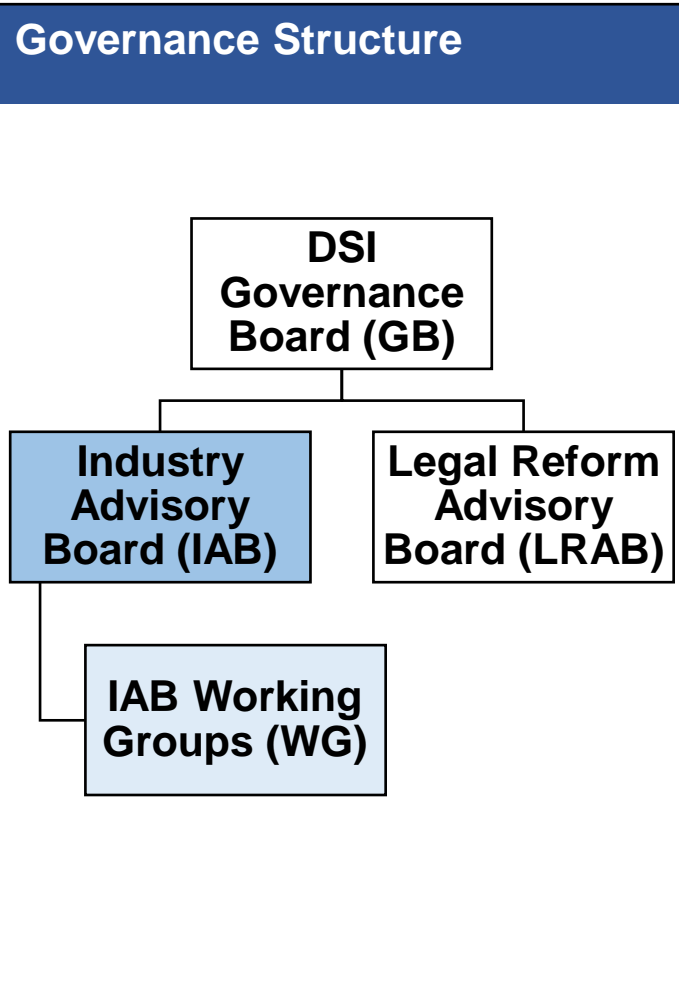 Governance Structure
DSI
Governance
Board (GB)
Industry
Advisory
Board (IAB)
Legal Reform
Advisory
Board (LRAB)
IAB Working
Groups (WG)